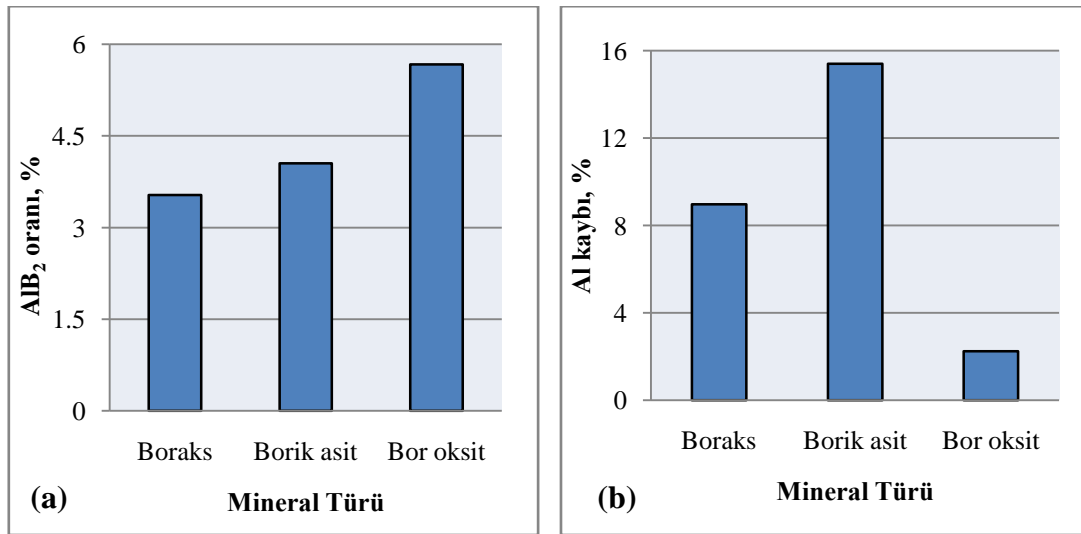 AlB₂ oranı, %
6
4.5
3
1.5
0
Boraks Borik asit Bor oksit
(a) Mineral Türü
Al kaybı, %
16
12
8
4
0
Boraks Borik asit Bor oksit
(b) Mineral Türü